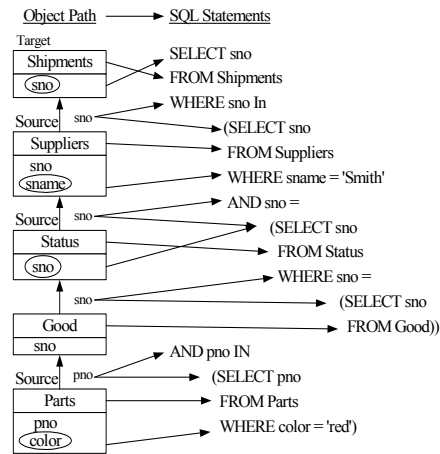 Object Path SQL Statements
Target
Shipments
sno
SELECT sno
FROM Shipments
WHERE sno In
Source sno
(SELECT sno
Suppliers
FROM Suppliers
sno
sname
WHERE sname = 'Smith'
AND sno =
Source sno
(SELECT sno
Status
FROM Status
sno
WHERE sno =
sno
(SELECT sno
Good
FROM Good))
sno
AND pno IN
Source pno
(SELECT pno
Parts
FROM Parts
pno
color
WHERE color = 'red')